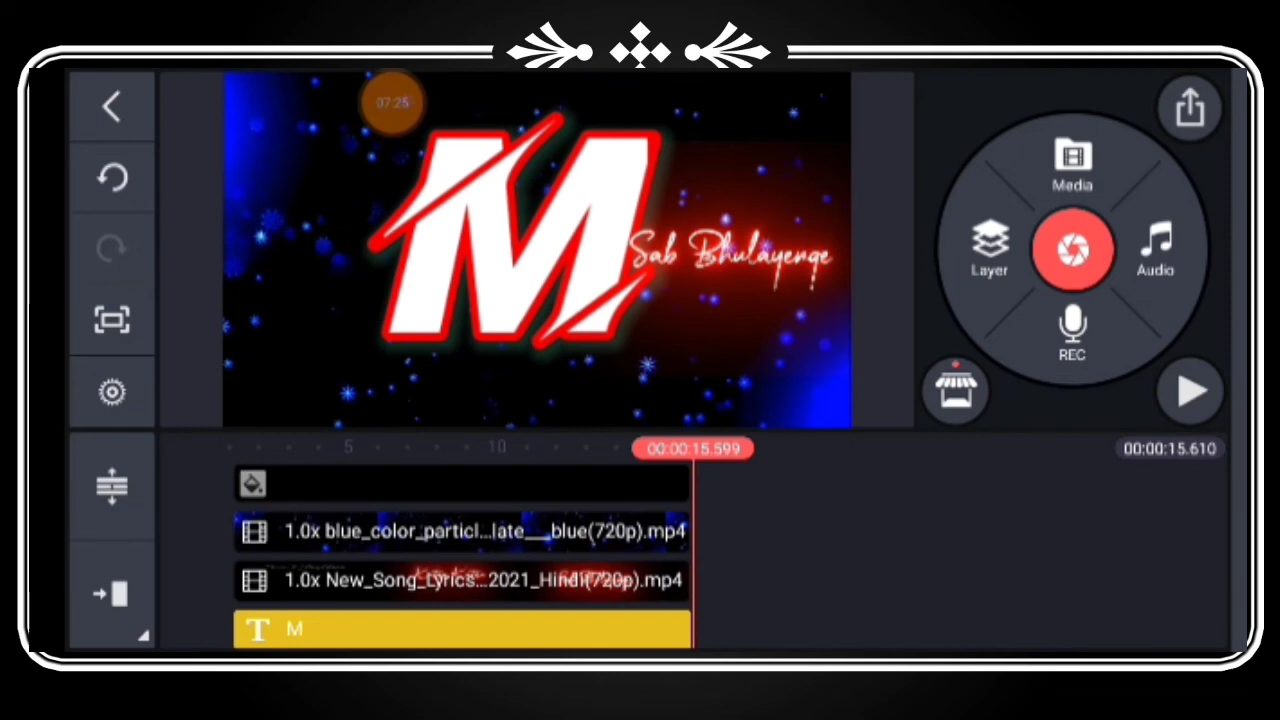 07:25
M
Sab Bhulayenge
Media
Layer
Audio
REC
5
10
00:00:15.599
00:00:15.610
1.0x blue_color_particl...late___blue(720p).mp4
1.0x New_Song_Lyrics...2021_Hindi(720p).mp4
T M